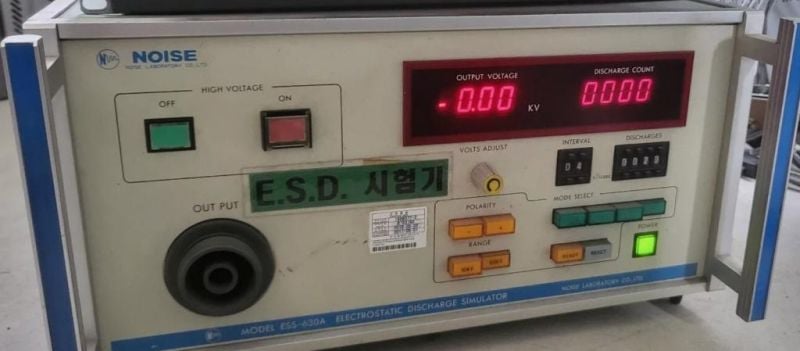 NOISE
NOISE LABORATORY CO.,LTD.
HIGH VOLTAGE
OFF
ON
OUTPUT VOLTAGE
DISCHARGE COUNT
-0.00 KV
0000
VOLTS ADJUST
INTERVAL
DISCHARGES
04
E.S.D. 시험기
OUT PUT
POLARITY
MODE SELECT
RANGE
POWER
READY
RESET
NOISE LABORATORY CO.,LTD.
MODEL ESS-630A ELECTROSTATIC DISCHARGE SIMULATOR